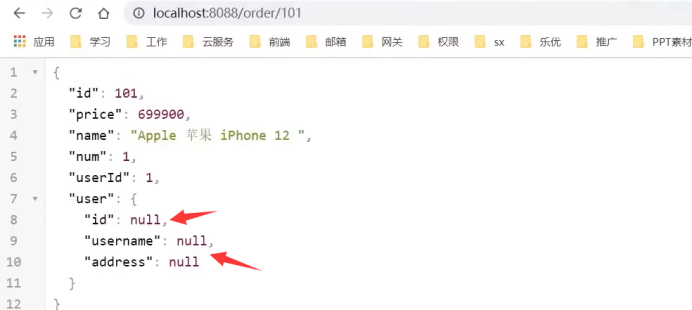 localhost:8088/order/101
应用 学习 工作 云服务 前端 邮箱 网关 权限 sx 乐优 推广 PPT素材
1 {
2 "id": 101,
3 "price": 699900,
4 "name": "Apple 苹果 iPhone 12 ",
5 "num": 1,
6 "userId": 1,
7 "user": {
8 "id": null,
9 "username": null,
10 "address": null
11 }
12 }